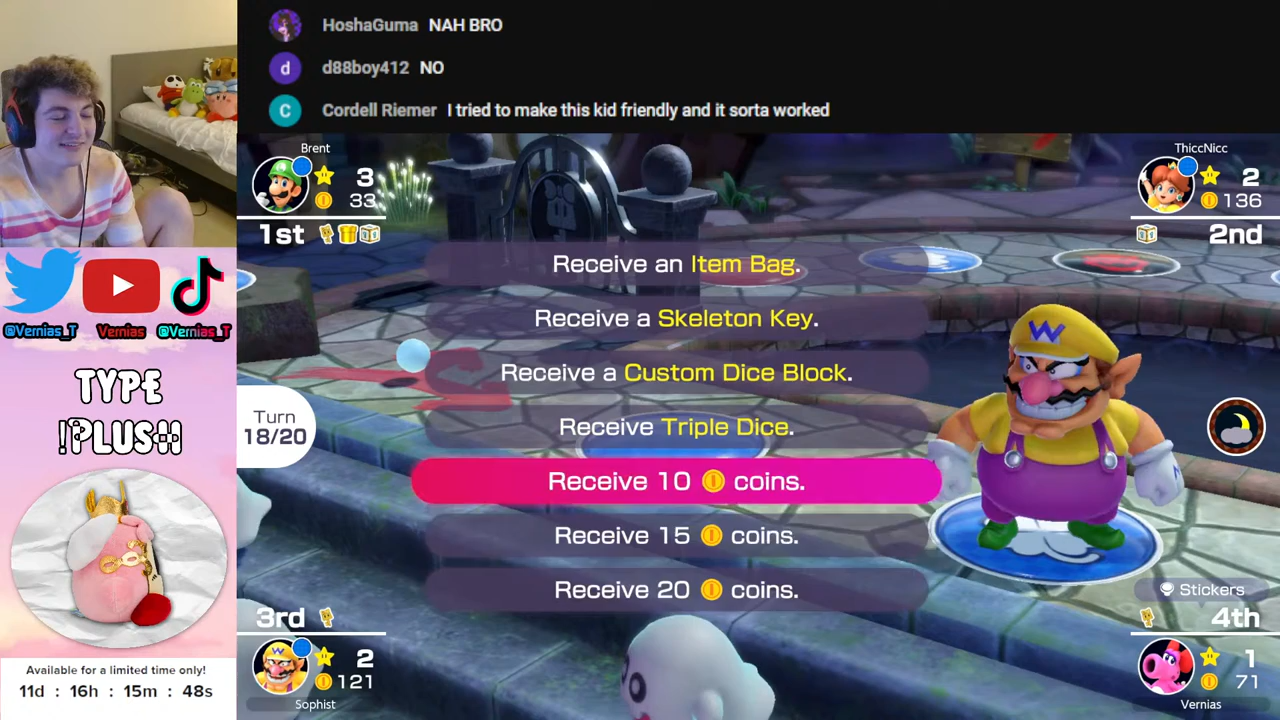 HoshaGuma NAH BRO
d88boy412 NO
Cordell Riemer I tried to make this kid friendly and it sorta worked
Brent
3
33
1st
ThiccNicc
2
136
2nd
@Vernias_T Vernias @Vernias_T
TYPE
!PLUSH
Available for a limited time only!
11d : 16h : 15m : 48s
Turn
18/20
Receive an Item Bag.
Receive a Skeleton Key.
Receive a Custom Dice Block.
Receive Triple Dice.
Receive 10 coins.
Receive 15 coins.
Receive 20 coins.
3rd
2
121
Sophist
Stickers
4th
1
71
Vernias